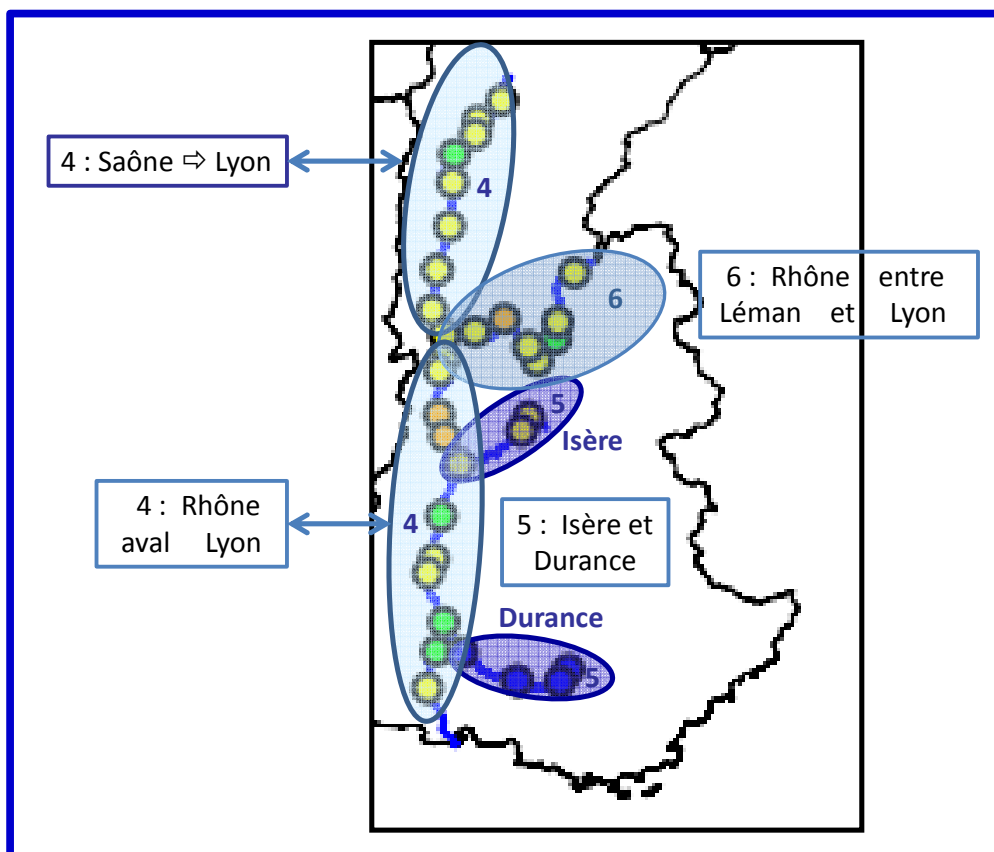 4 : Saône ⇨ Lyon
4
6
6 : Rhône entre
Léman et Lyon
5
Isère
4 : Rhône
aval Lyon
4
5 : Isère et
Durance
Durance
5